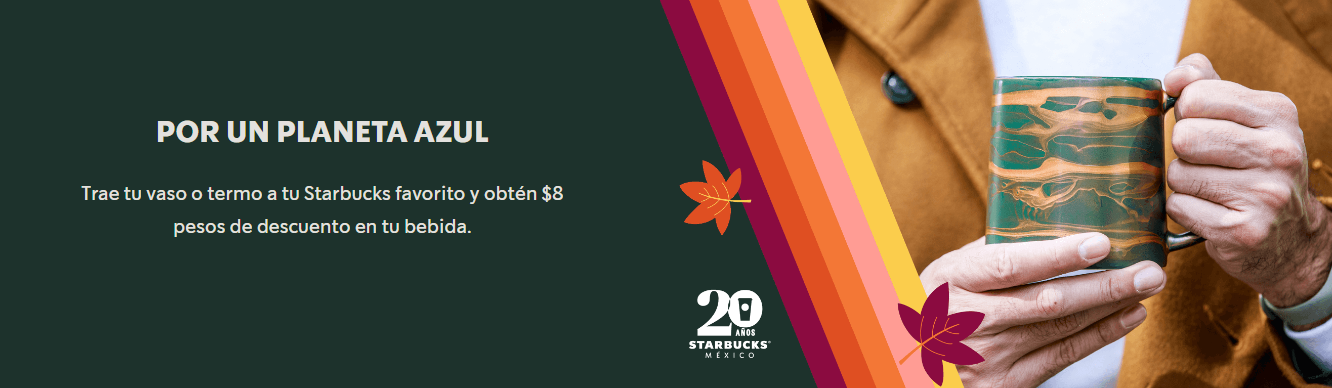 POR UN PLANETA AZUL
Trae tu vaso o termo a tu Starbucks favorito y obtén $8
pesos de descuento en tu bebida.
20
AÑOS
STARBUCKS®
MÉXICO